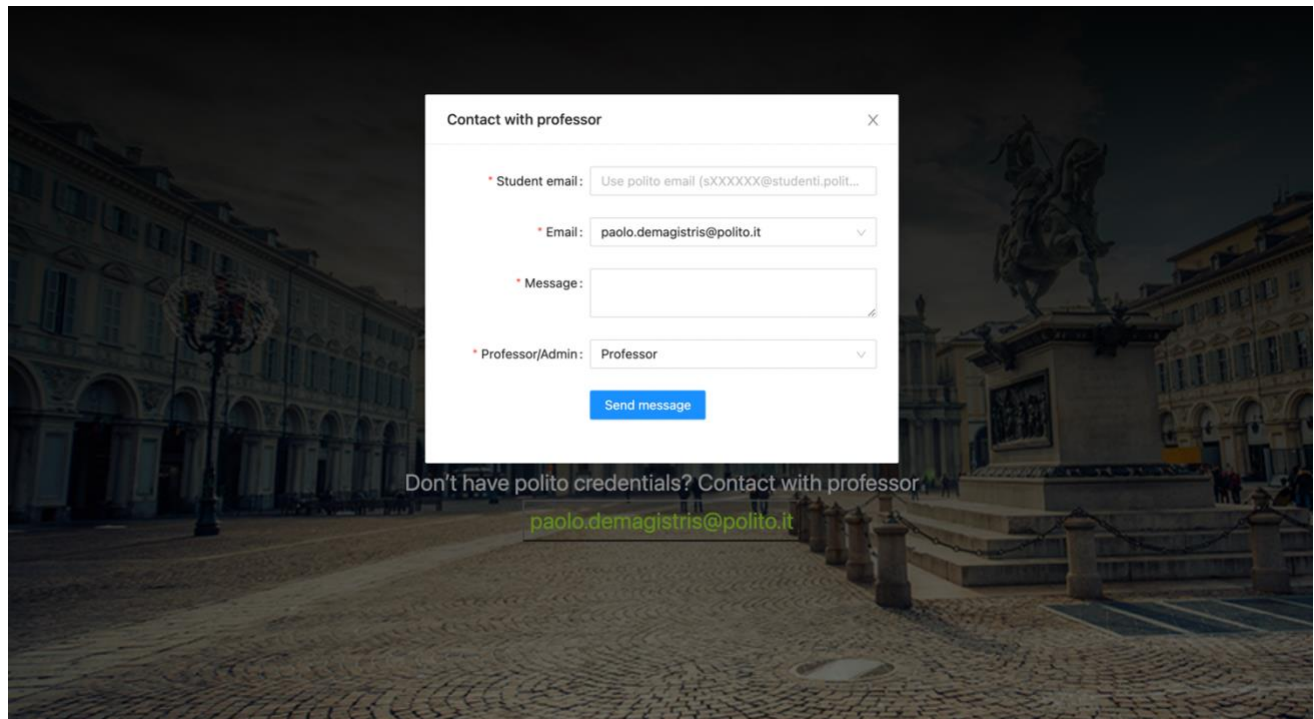 Contact with professor
* Student email: Use polito email (sXXXXXX@studenti.polit...
* Email: paolo.demagistris@polito.it
* Message:
* Professor/Admin: Professor
Send message
Don't have polito credentials? Contact with professor
paolo.demagistris@polito.it